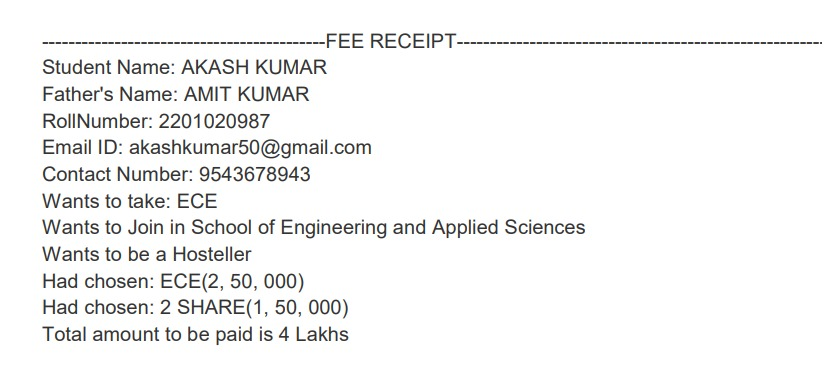 -------------------------------------------FEE RECEIPT--------------------------------------------------------
Student Name: AKASH KUMAR
Father's Name: AMIT KUMAR
RollNumber: 2201020987
Email ID: akashkumar50@gmail.com
Contact Number: 9543678943
Wants to take: ECE
Wants to Join in School of Engineering and Applied Sciences
Wants to be a Hosteller
Had chosen: ECE(2, 50, 000)
Had chosen: 2 SHARE(1, 50, 000)
Total amount to be paid is 4 Lakhs